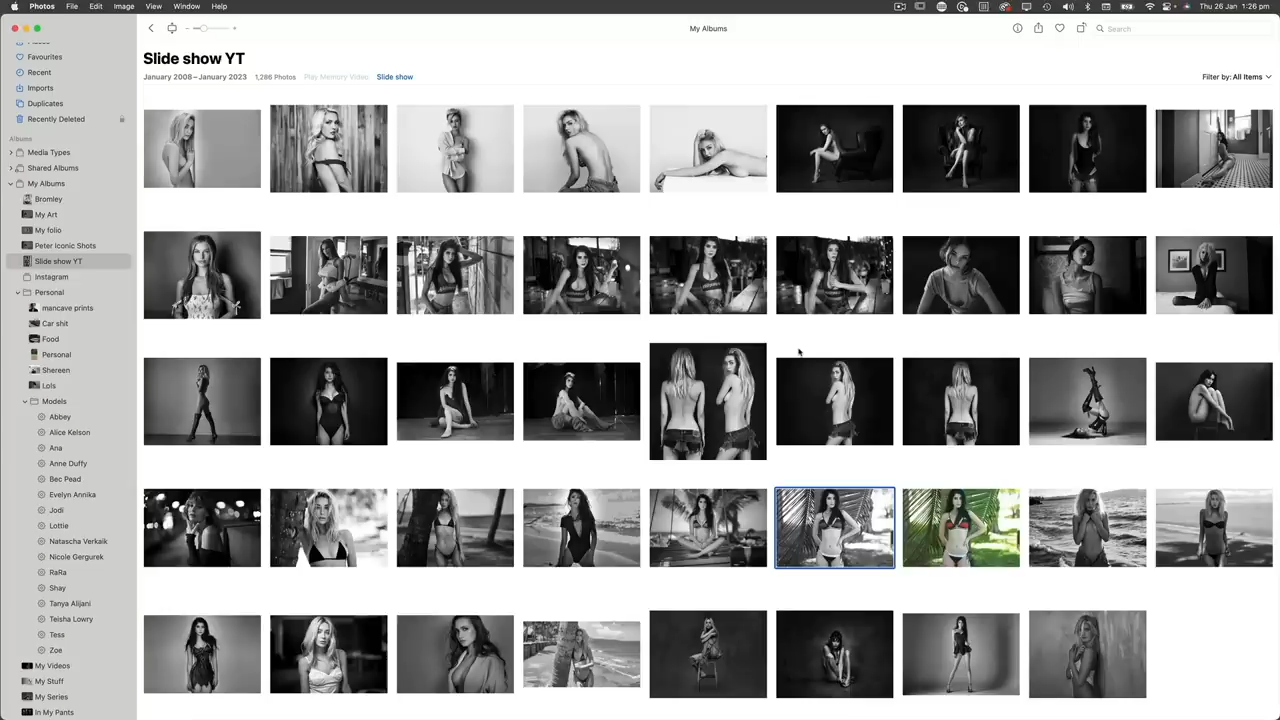 Photos File Edit Image View Window Help
Thu 26 Jan 1:26 pm
My Albums
Search
Slide show YT
January 2008 – January 2023 1,286 Photos Play Memory Video Slide show
Filter by: All Items
Favourites
Recent
Imports
Duplicates
Recently Deleted
Albums
Media Types
Shared Albums
My Albums
Bromley
My Art
My folio
Peter Iconic Shots
Slide show YT
Instagram
Personal
mancave prints
Car shit
Food
Personal
Shereen
Lols
Models
Abbey
Alice Kelson
Ana
Anne Duffy
Bec Pead
Evelyn Annika
Jodi
Lottie
Natascha Verkaik
Nicole Gergurek
RaRa
Shay
Tanya Alijani
Teisha Lowry
Tess
Zoe
My Videos
My Stuff
My Series
In My Pants